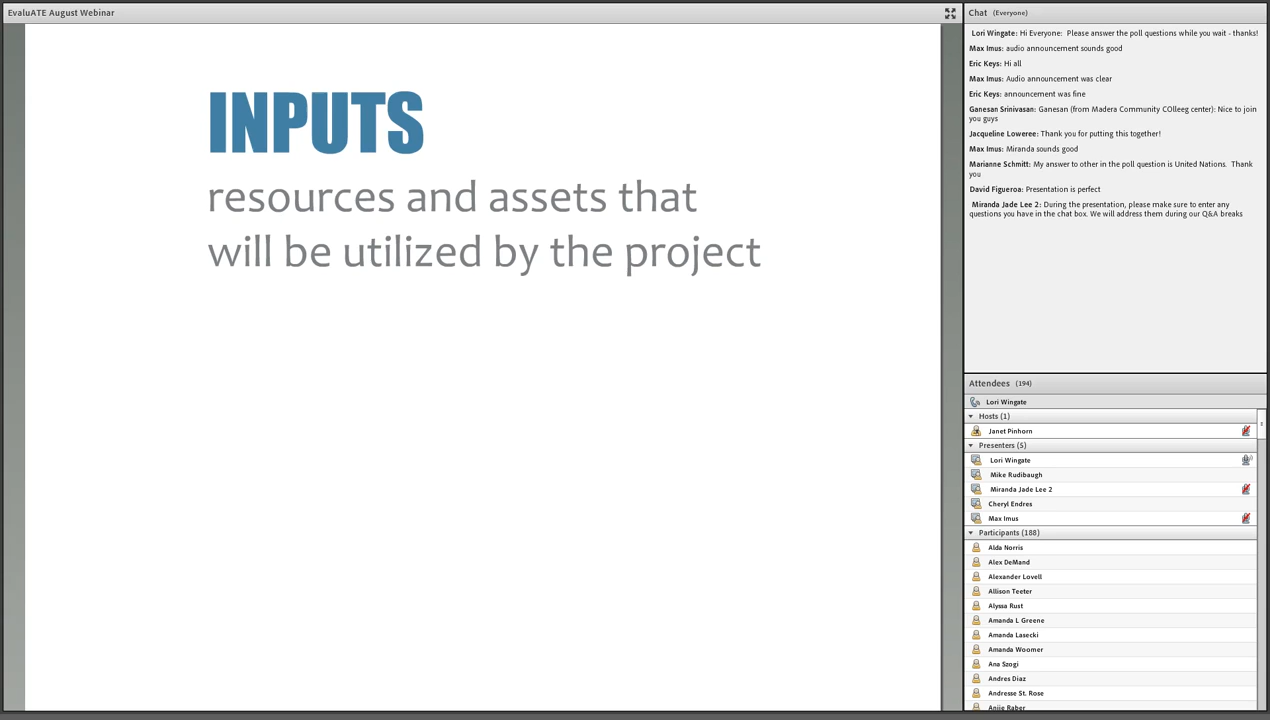 EvaluATE August Webinar
INPUTS
resources and assets that
will be utilized by the project
Chat (Everyone)
Lori Wingate: Hi Everyone: Please answer the poll questions while you wait - thanks!
Max Imus: audio announcement sounds good
Eric Keys: Hi all
Max Imus: Audio announcement was clear
Eric Keys: announcement was fine
Ganesan Srinivasan: Ganesan (from Madera Community COlleeg center): Nice to join
you guys
Jacqueline Loweree: Thank you for putting this together!
Max Imus: Miranda sounds good
Marianne Schmitt: My answer to other in the poll question is United Nations. Thank
you
David Figueroa: Presentation is perfect
Miranda Jade Lee 2: During the presentation, please make sure to enter any
questions you have in the chat box. We will address them during our Q&A breaks
Attendees (194)
Lori Wingate
Hosts (1)
Janet Pinhorn
Presenters (5)
Lori Wingate
Mike Rudibaugh
Miranda Jade Lee 2
Cheryl Endres
Max Imus
Participants (188)
Alda Norris
Alex DeMand
Alexander Lovell
Allison Teeter
Alyssa Rust
Amanda L Greene
Amanda Lasecki
Amanda Woomer
Ana Szogi
Andres Diaz
Andresse St. Rose
Anjie Raber